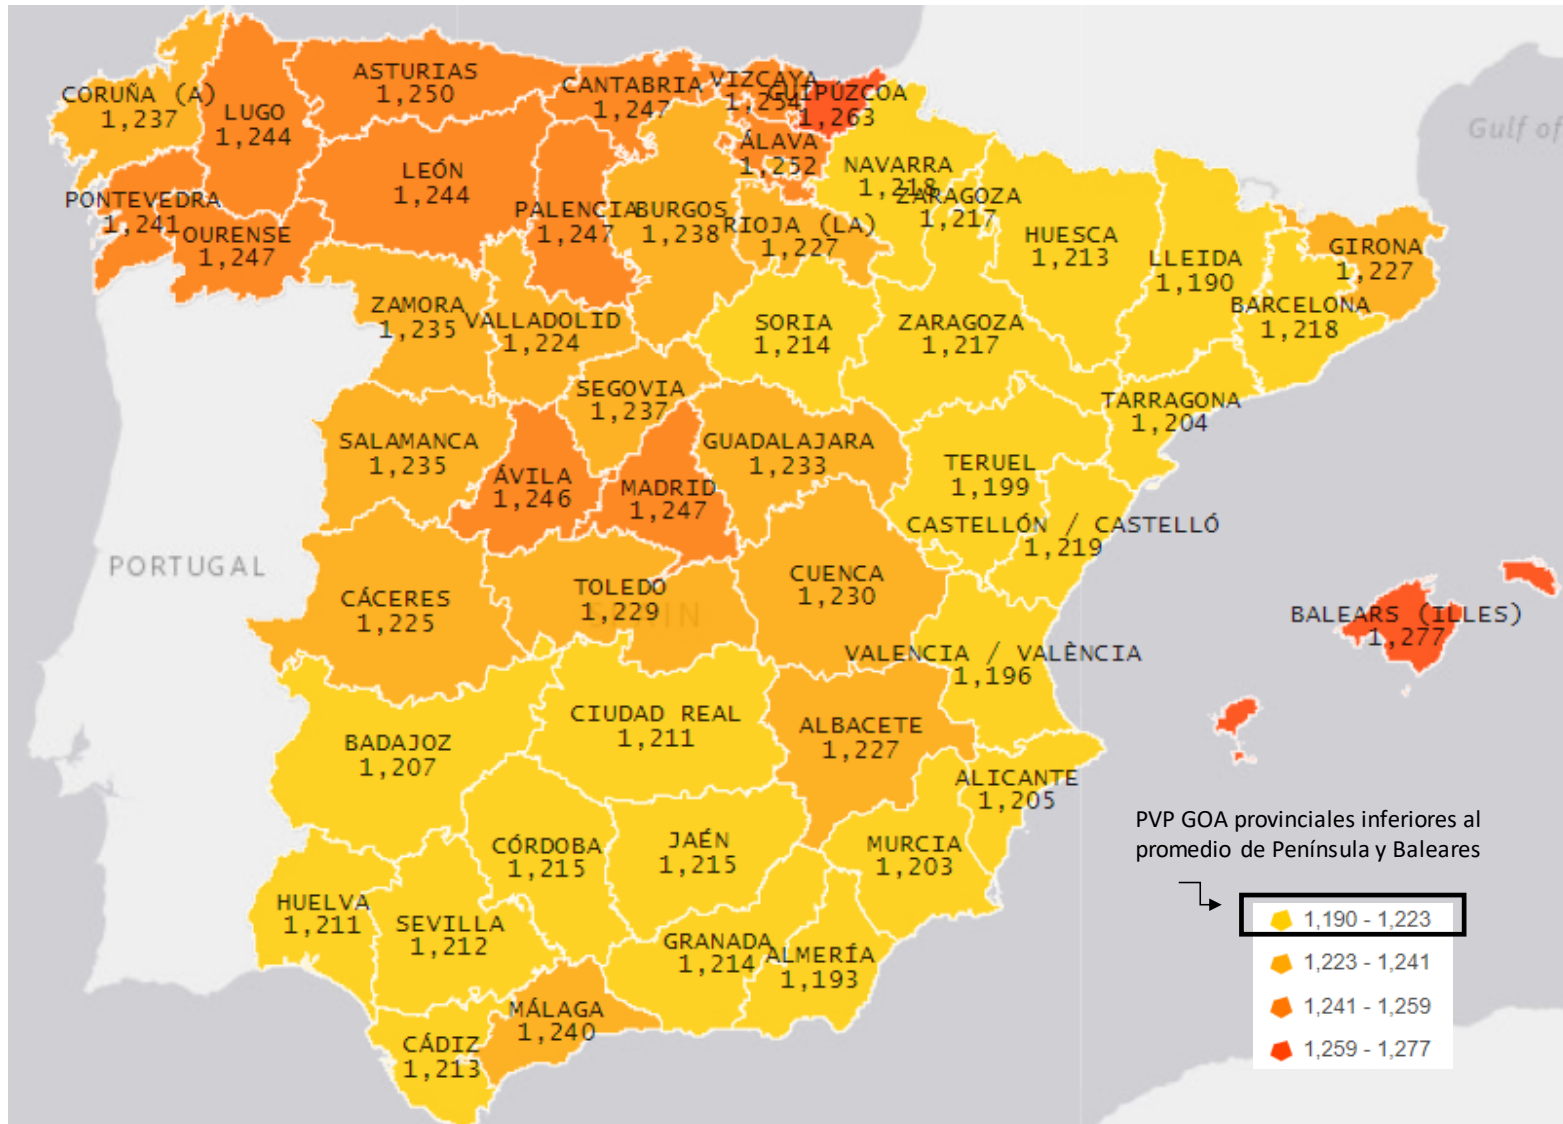 ASTURIAS
1,250
CORUÑA (A)
1,237
LUGO
1,244
CANTABRIA
1,247
VIZCAYA
1,254
GUIPÚZCOA
1,263
ÁLAVA
1,252
Gulf of
LEÓN
1,244
PONTEVEDRA
1,241
OURENSE
1,247
PALENCIA
1,247
BURGOS
1,238
RIOJA (LA)
1,227
NAVARRA
1,218
ZARAGOZA
1,217
HUESCA
1,213
LLEIDA
1,190
GIRONA
1,227
BARCELONA
1,218
ZAMORA
1,235
VALLADOLID
1,224
SORIA
1,214
ZARAGOZA
1,217
SEGOVIA
1,237
TARRAGONA
1,204
SALAMANCA
1,235
ÁVILA
1,246
MADRID
1,247
GUADALAJARA
1,233
TERUEL
1,199
CASTELLÓN / CASTELLÓ
1,219
PORTUGAL
CÁCERES
1,225
TOLEDO
1,229
CUENCA
1,230
BALEARS (ILLES)
1,277
VALENCIA / VALÈNCIA
1,196
BADAJOZ
1,207
CIUDAD REAL
1,211
ALBACETE
1,227
ALICANTE
1,205
CÓRDOBA
1,215
JAÉN
1,215
MURCIA
1,203
HUELVA
1,211
SEVILLA
1,212
GRANADA
1,214
ALMERÍA
1,193
MÁLAGA
1,240
CÁDIZ
1,213
PVP GOA provinciales inferiores al
promedio de Península y Baleares
1,190 - 1,223
1,223 - 1,241
1,241 - 1,259
1,259 - 1,277